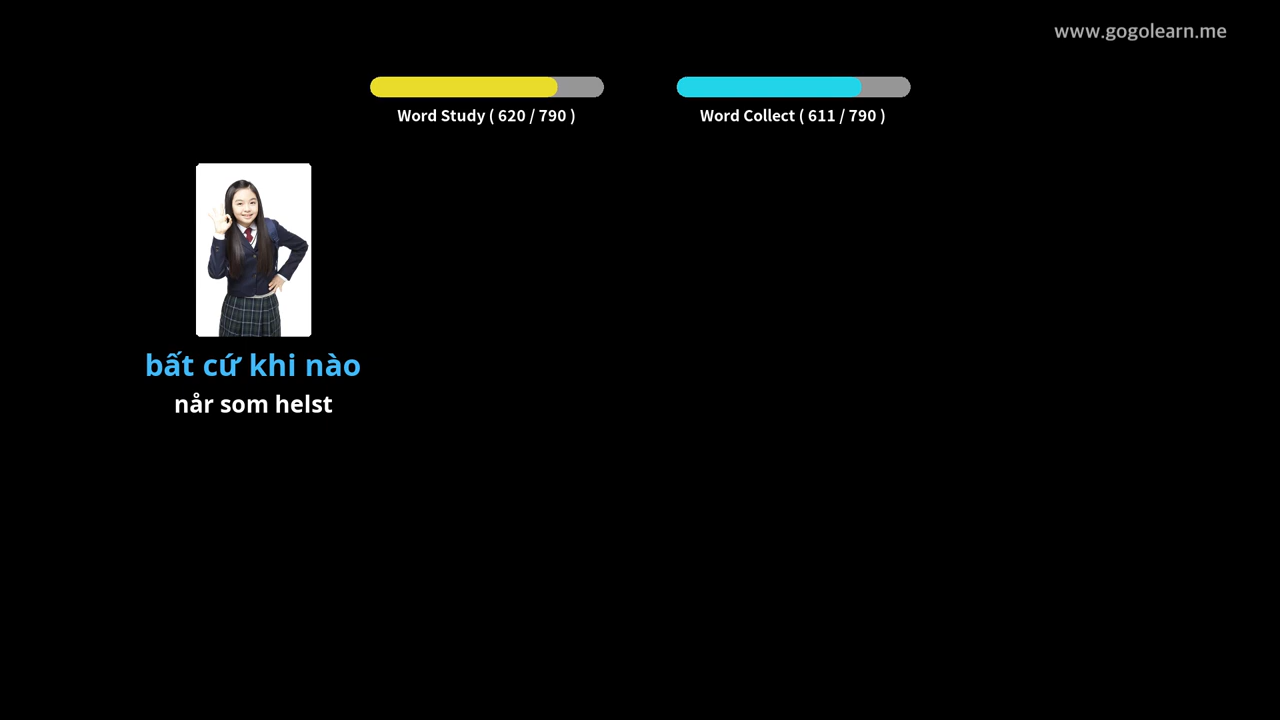 www.gogolearn.me
Word Study ( 620 / 790 )
Word Collect ( 611 / 790 )
bất cứ khi nào
når som helst